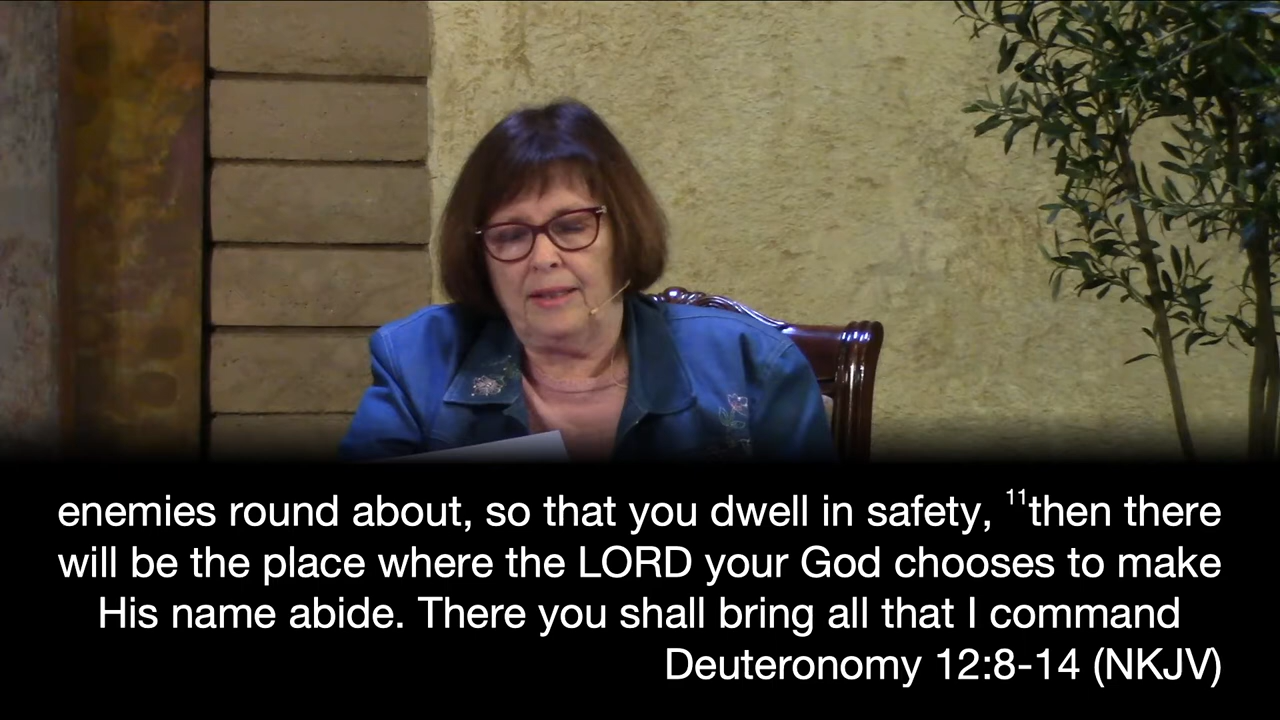 enemies round about, so that you dwell in safety, ¹¹then there
will be the place where the LORD your God chooses to make
His name abide. There you shall bring all that I command
Deuteronomy 12:8-14 (NKJV)